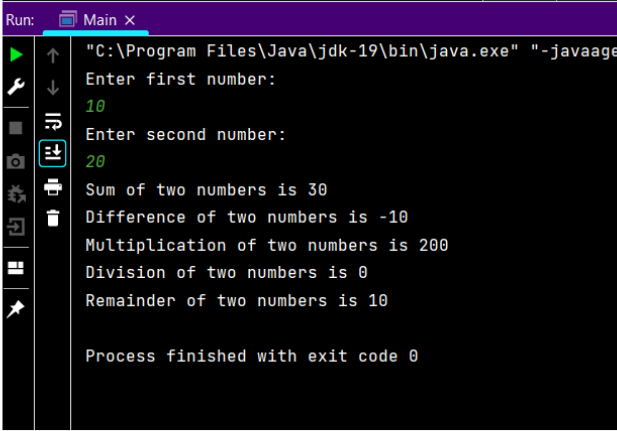 Run: Main ×
"C:\Program Files\Java\jdk-19\bin\java.exe" "-javaage
Enter first number:
10
Enter second number:
20
Sum of two numbers is 30
Difference of two numbers is -10
Multiplication of two numbers is 200
Division of two numbers is 0
Remainder of two numbers is 10
Process finished with exit code 0